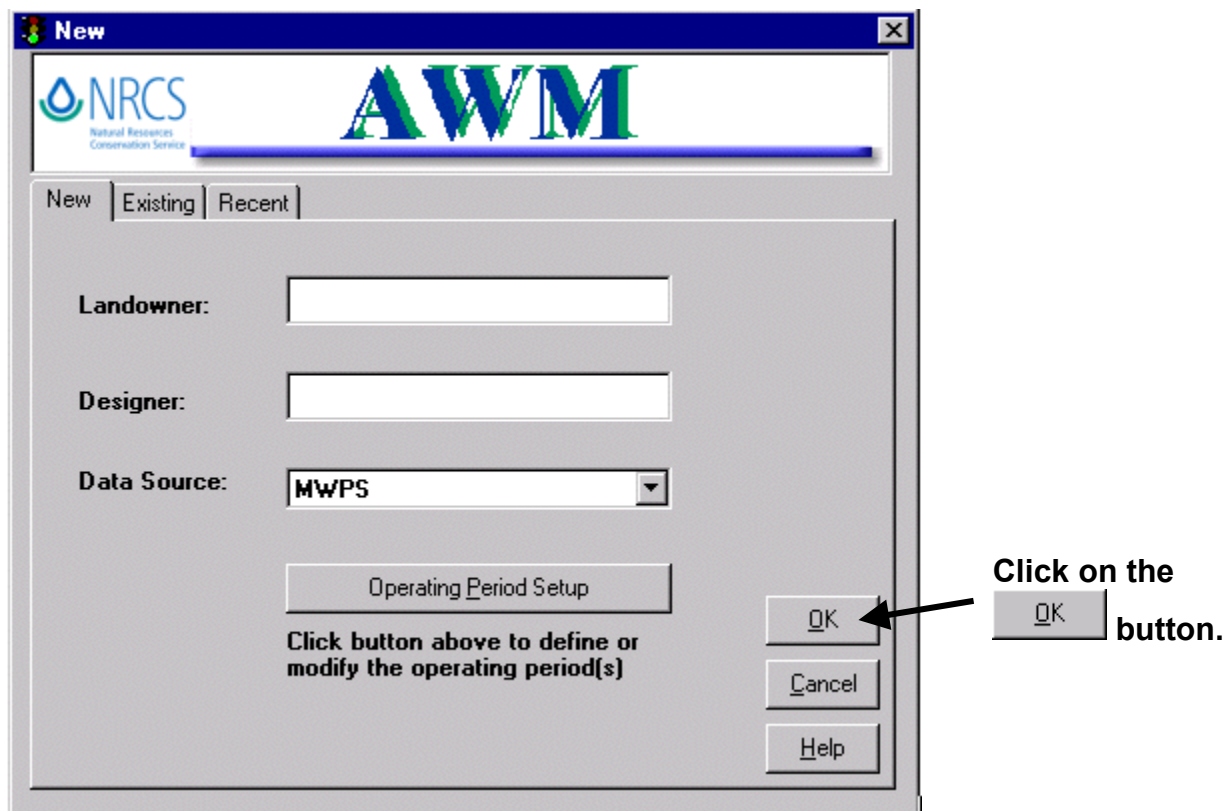 New
NRCS
Natural Resources
Conservation Service
AWM
New Existing Recent
Landowner:
Designer:
Data Source: MWPS
Operating Period Setup
Click button above to define or
modify the operating period(s)
OK
Cancel
Help
Click on the
OK button.